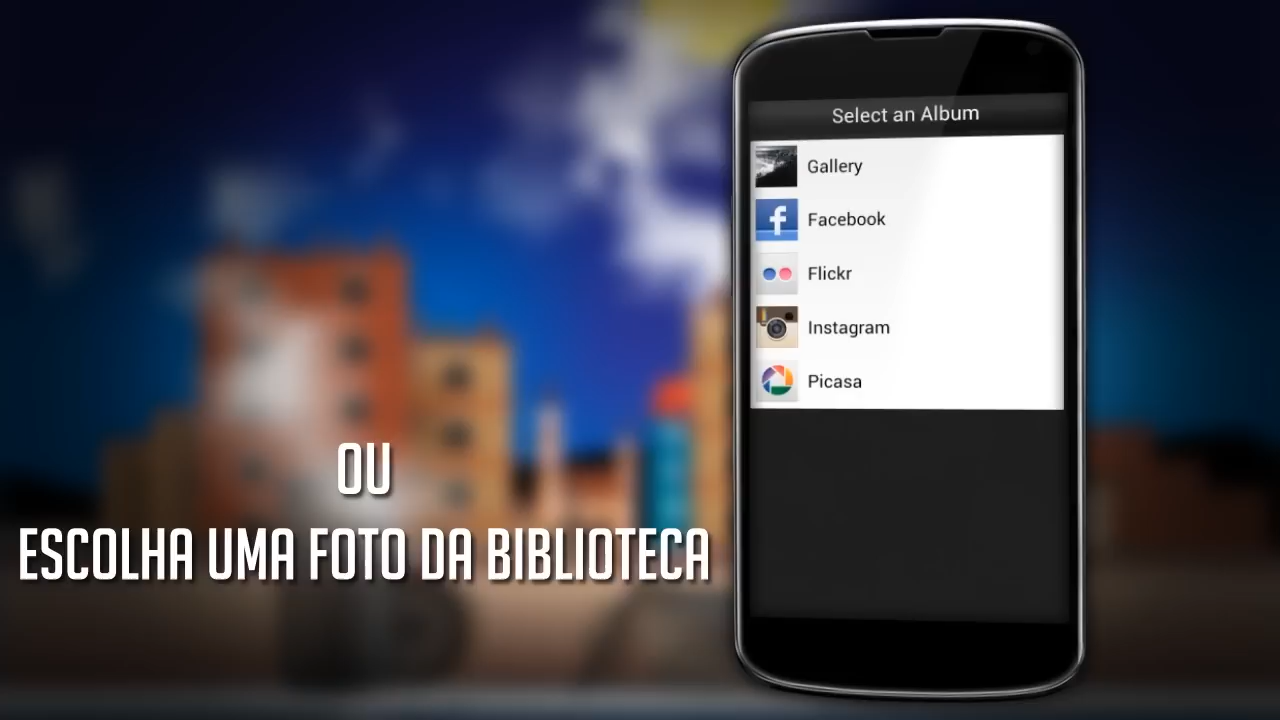 OU
ESCOLHA UMA FOTO DA BIBLIOTECA
Select an Album
Gallery
Facebook
Flickr
Instagram
Picasa